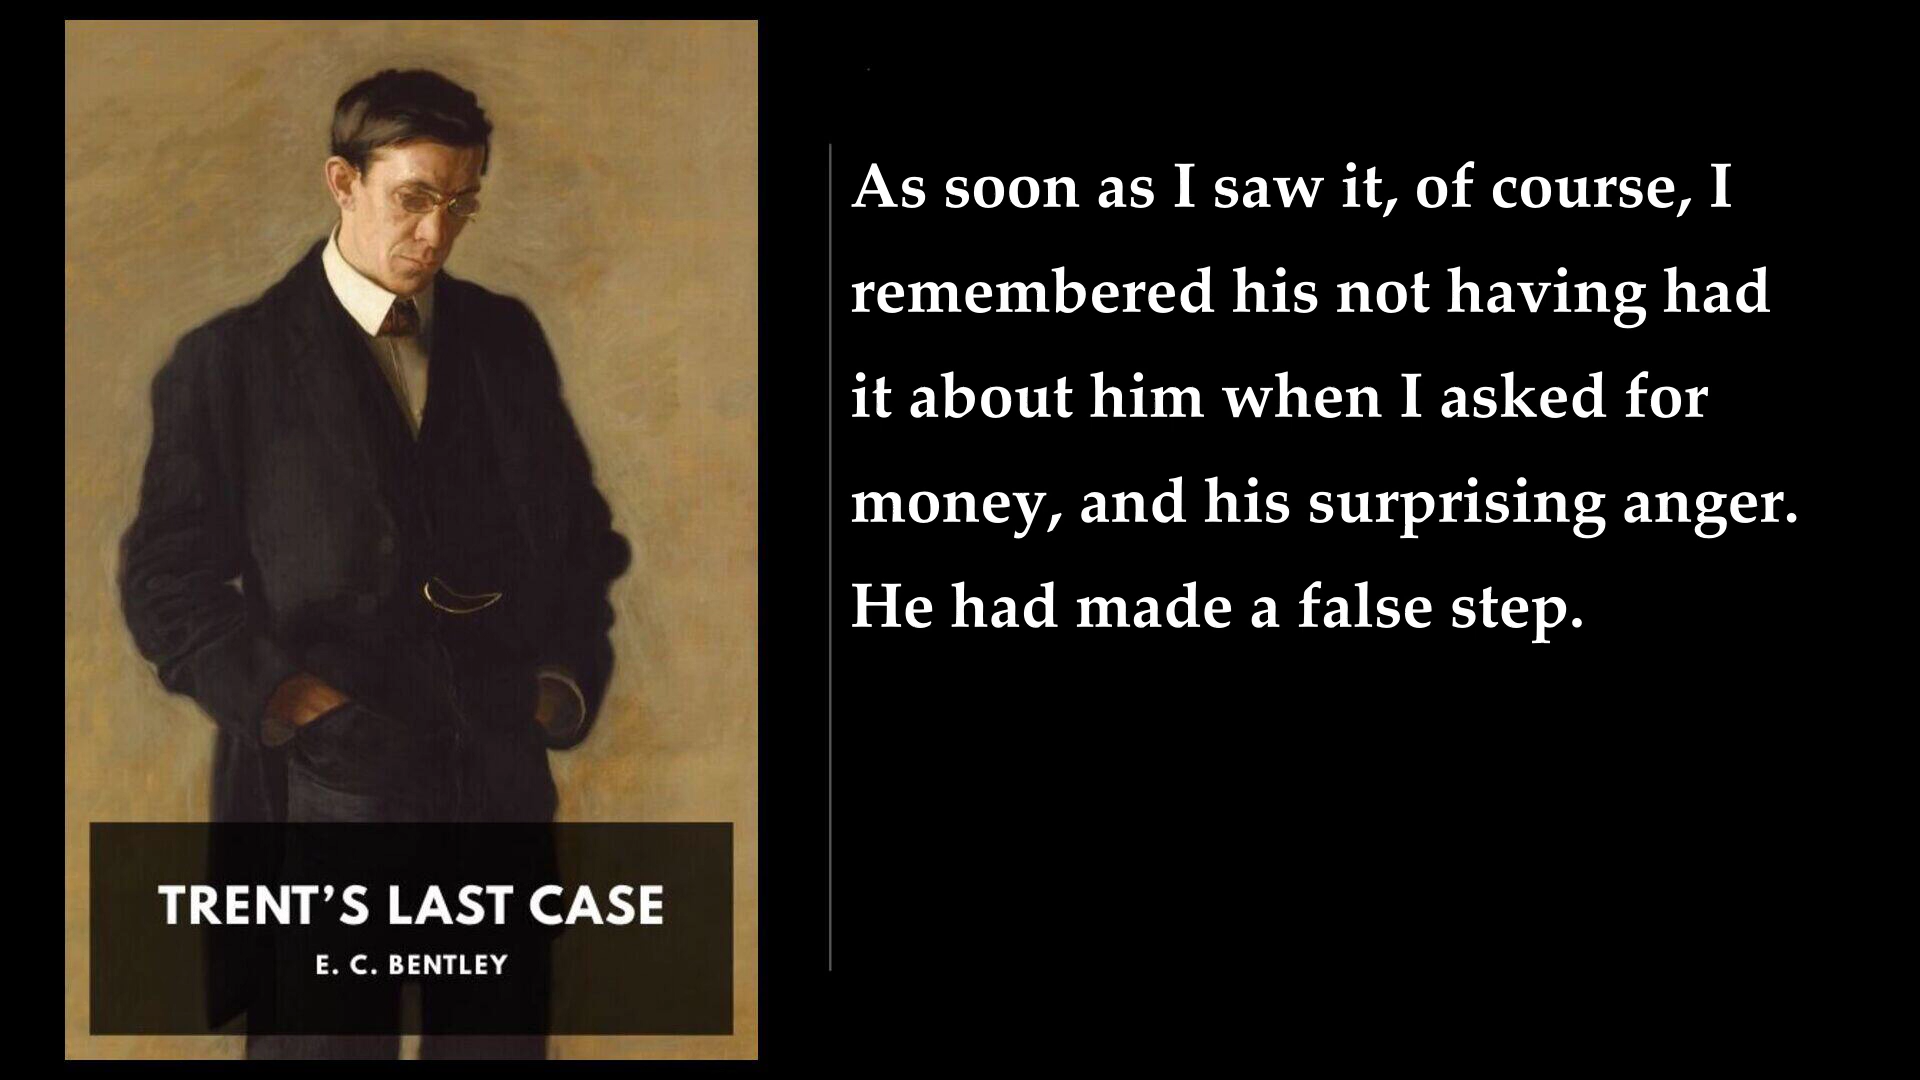 TRENT’S LAST CASE
E. C. BENTLEY
As soon as I saw it, of course, I
remembered his not having had
it about him when I asked for
money, and his surprising anger.
He had made a false step.